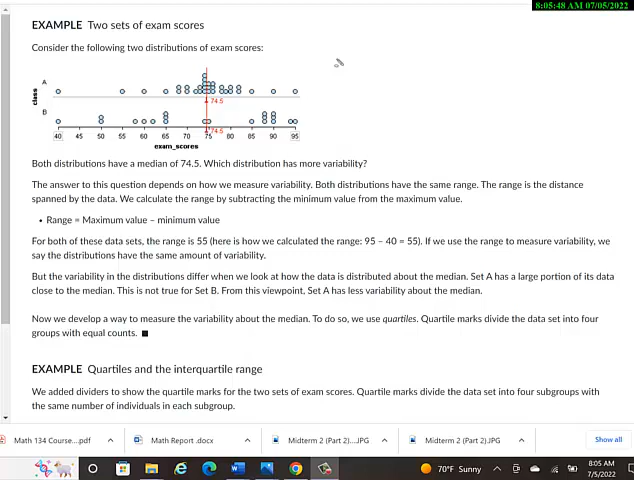 8:05:48 AM 07/05/2022
EXAMPLE Two sets of exam scores
Consider the following two distributions of exam scores:
A
74.5
class
B
74.5
40 45 50 55 60 65 70 75 80 85 90 95
exam_scores
Both distributions have a median of 74.5. Which distribution has more variability?
The answer to this question depends on how we measure variability. Both distributions have the same range. The range is the distance
spanned by the data. We calculate the range by subtracting the minimum value from the maximum value.
• Range = Maximum value – minimum value
For both of these data sets, the range is 55 (here is how we calculated the range: 95 – 40 = 55). If we use the range to measure variability, we
say the distributions have the same amount of variability.
But the variability in the distributions differ when we look at how the data is distributed about the median. Set A has a large portion of its data
close to the median. This is not true for Set B. From this viewpoint, Set A has less variability about the median.
Now we develop a way to measure the variability about the median. To do so, we use quartiles. Quartile marks divide the data set into four
groups with equal counts.
EXAMPLE Quartiles and the interquartile range
We added dividers to show the quartile marks for the two sets of exam scores. Quartile marks divide the data set into four subgroups with
the same number of individuals in each subgroup.
Math 134 Course....pdf
Math Report .docx
Midterm 2 (Part 2)....JPG
Midterm 2 (Part 2).JPG
Show all
70°F Sunny
8:05 AM
7/5/2022